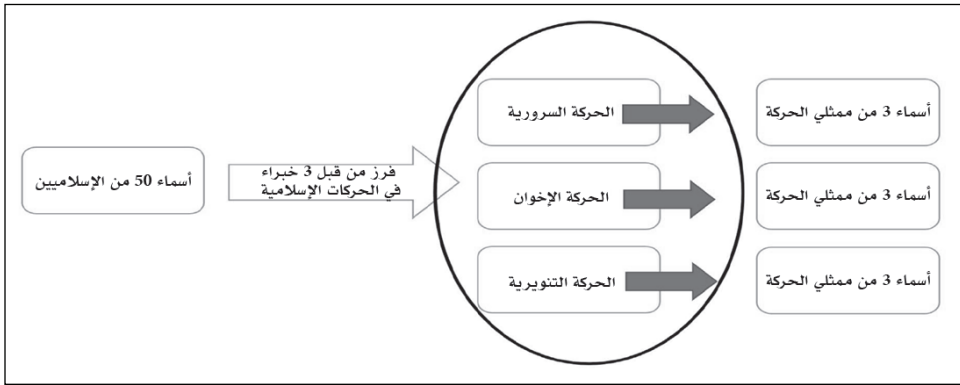 أسماء 50 من الإسلاميين
فرز من قبل 3 خبراء
في الحركات الإسلامية
الحركة السرورية
أسماء 3 من ممثلي الحركة
الحركة الإخوان
أسماء 3 من ممثلي الحركة
الحركة التنويرية
أسماء 3 من ممثلي الحركة